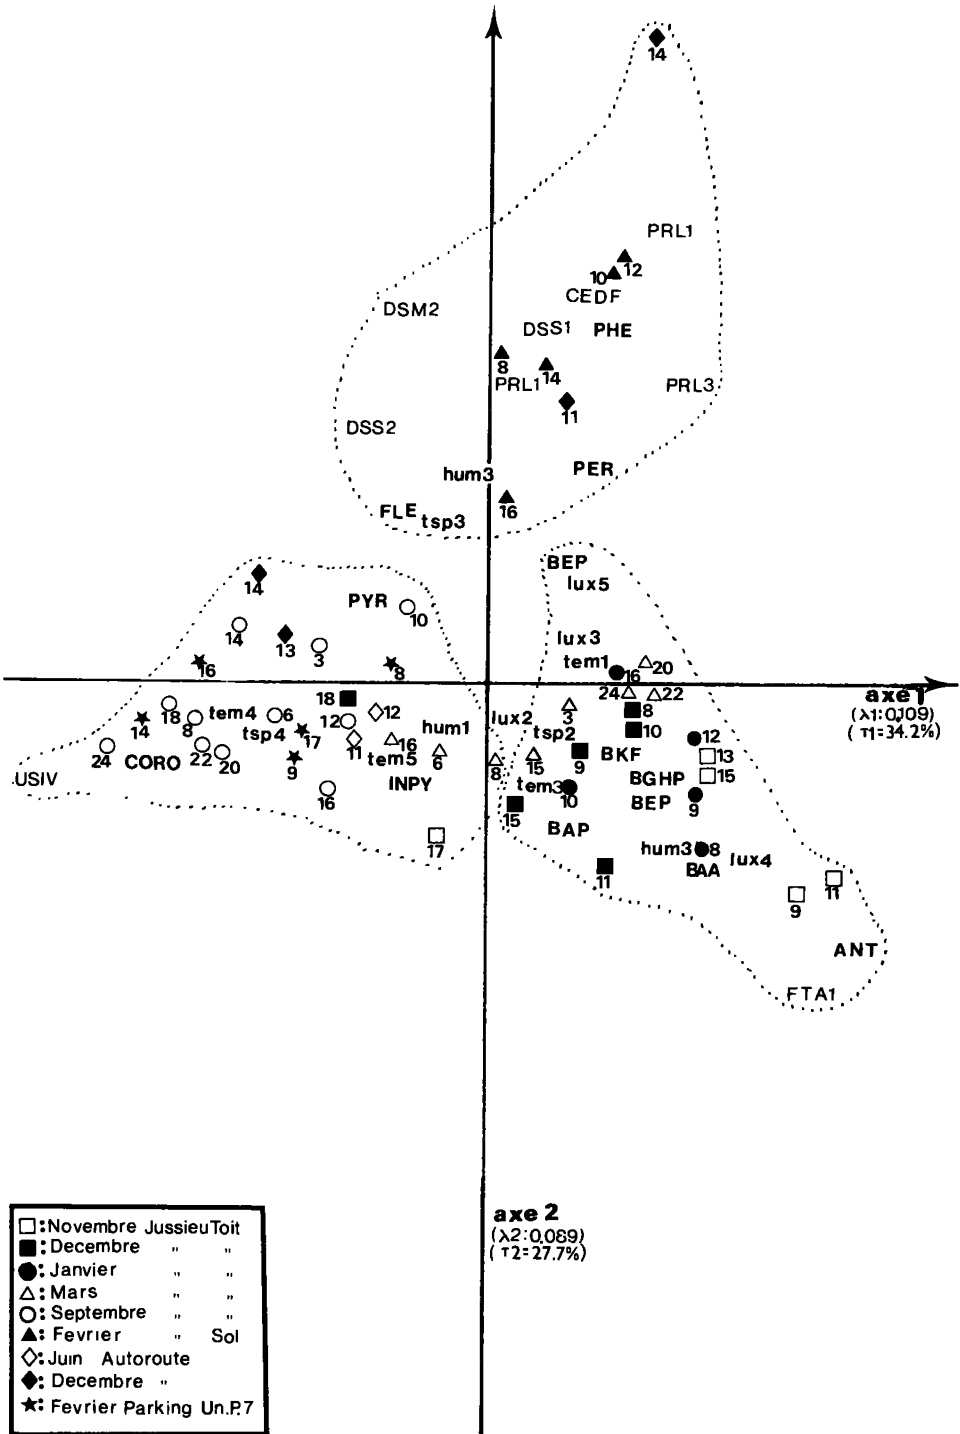 14
PRL1
12
10
CEDF
DSM2
DSS1 PHE
8
14
PRL1
PRL3
11
DSS2
hum3
PER
16
FLE tsp3
BEP
14
lux5
PYR
10
14
lux3
13
3
tem1
20
16
8
16
24
22
axe 1
18
12
3
8
(λ1:0,109)
18
tem4
6
12
hum1
lux2
10
12
(τ1=34.2%)
14
8
tsp4
17
11
16
tsp2
13
24
22
20
tem5
6
15
9
BKF
CORO
9
8
BGHP
15
USIV
INPY
tem3
10
BEP
9
16
15
BAP
17
hum3
8
lux4
BAA
11
9
11
ANT
FTA1
axe 2
(λ2:0,089)
(τ2=27.7%)
□:Novembre Jussieu Toit
■:Decembre " "
●:Janvier " "
△:Mars " "
○:Septembre " "
▲:Fevrier " Sol
◇:Juin Autoroute
◆:Decembre "
★:Fevrier Parking Un.P.7